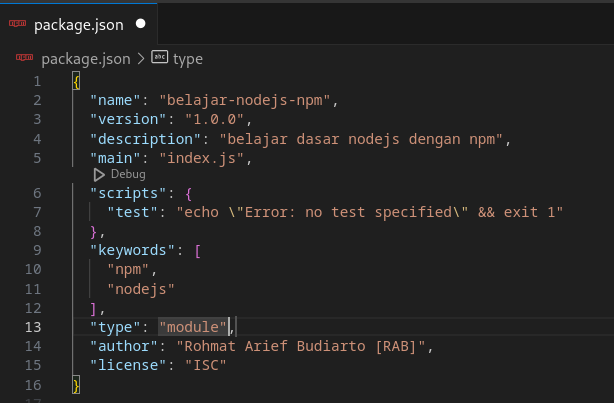 package.json
package.json > type
1 {
2 "name": "belajar-nodejs-npm",
3 "version": "1.0.0",
4 "description": "belajar dasar nodejs dengan npm",
5 "main": "index.js",
Debug
6 "scripts": {
7 "test": "echo \"Error: no test specified\" && exit 1"
8 },
9 "keywords": [
10 "npm",
11 "nodejs"
12 ],
13 "type": "module",
14 "author": "Rohmat Arief Budiarto [RAB]",
15 "license": "ISC"
16 }
17